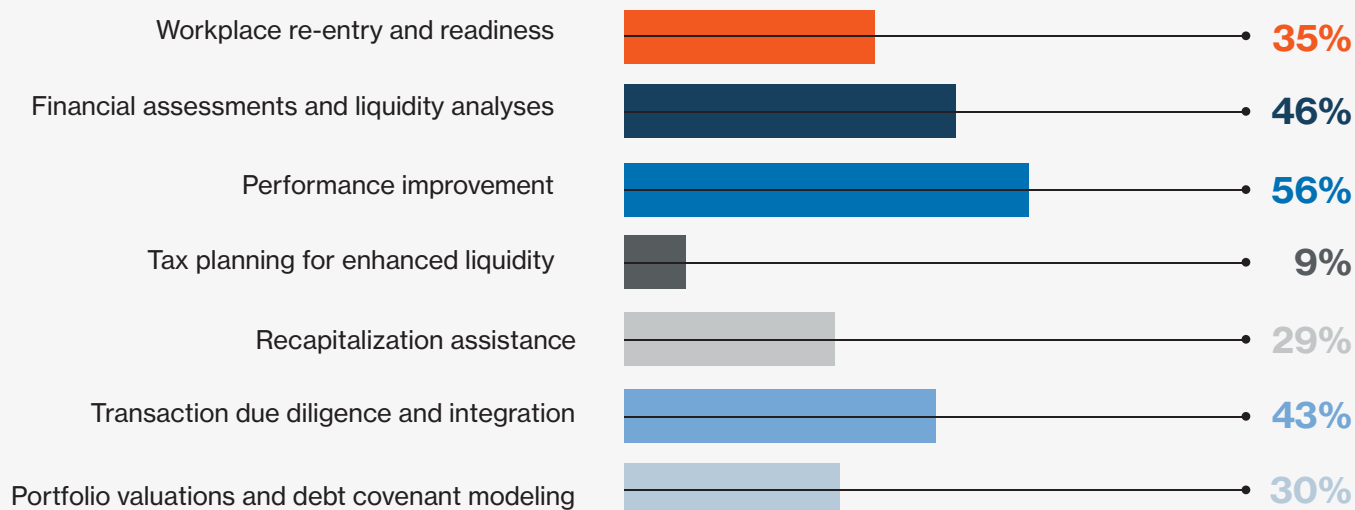 Workplace re-entry and readiness 35%
Financial assessments and liquidity analyses 46%
Performance improvement 56%
Tax planning for enhanced liquidity 9%
Recapitalization assistance 29%
Transaction due diligence and integration 43%
Portfolio valuations and debt covenant modeling 30%